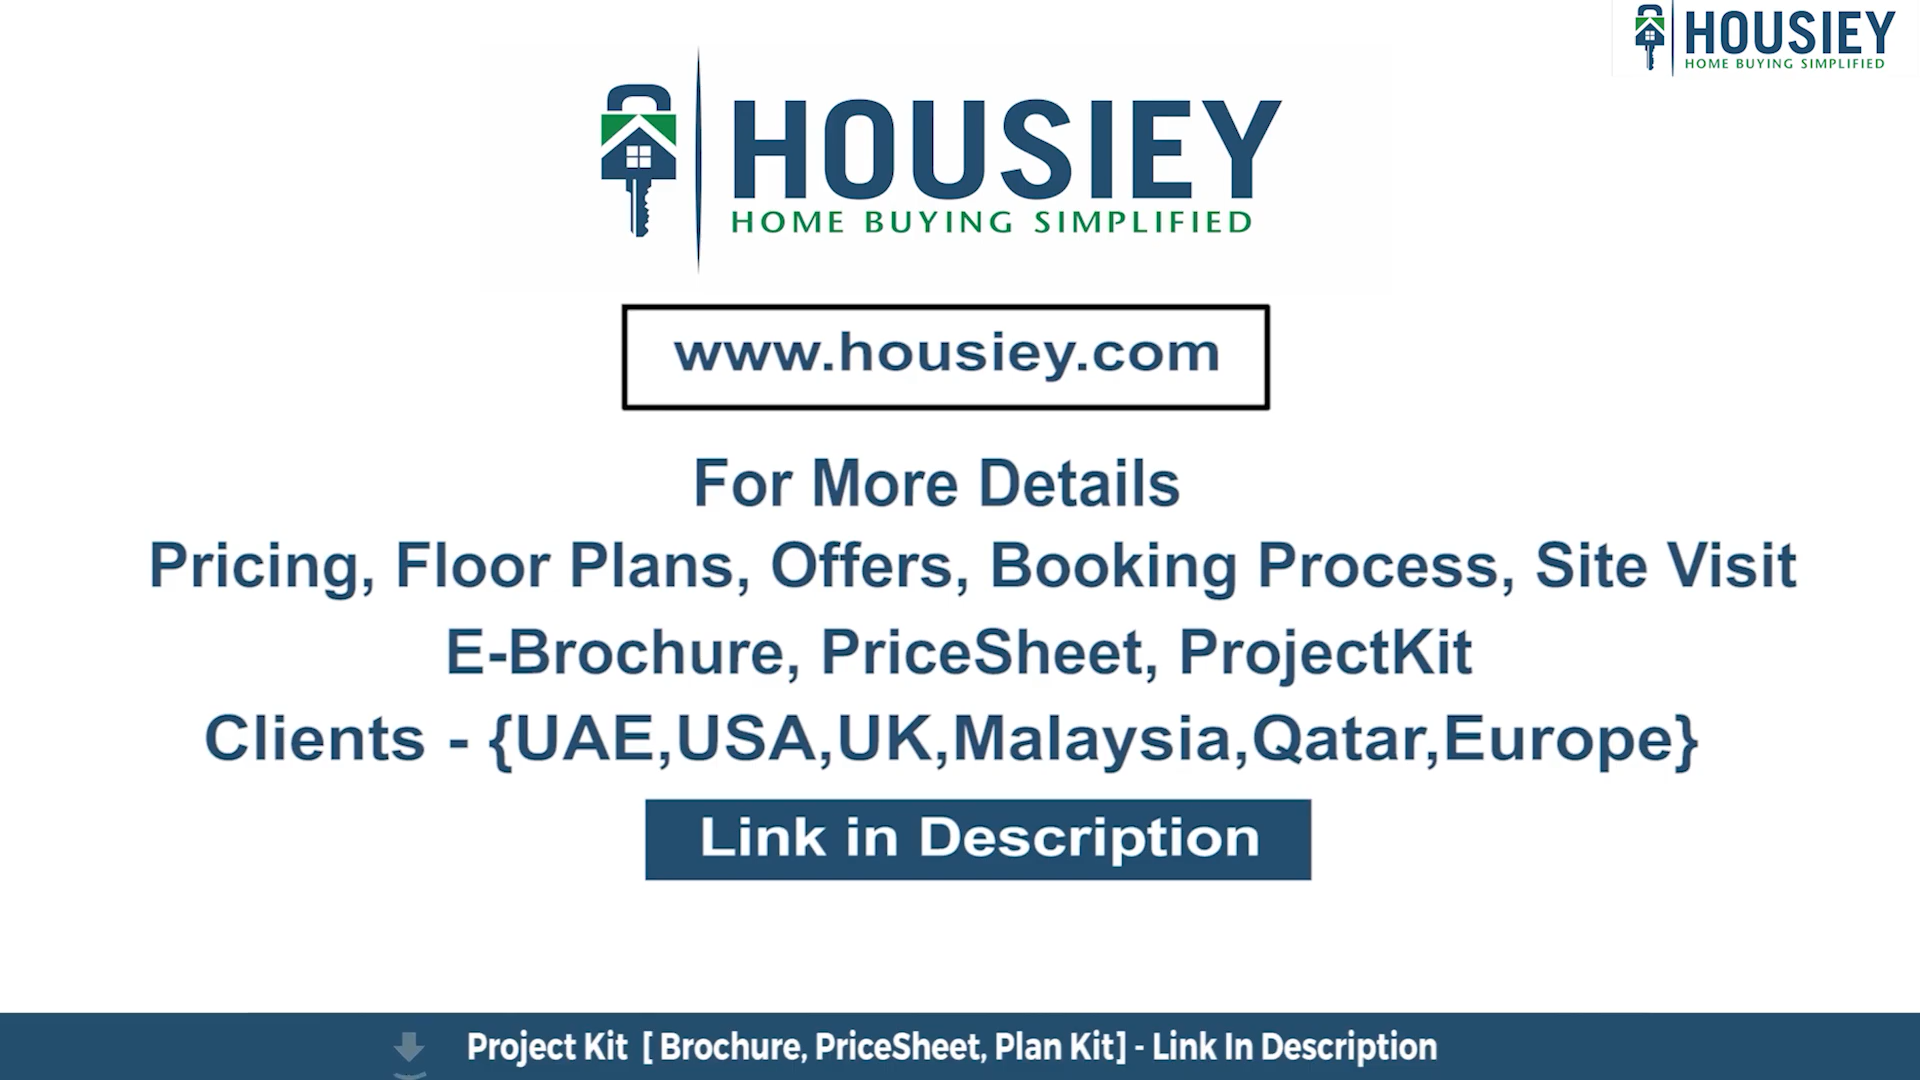 HOUSIEY
HOME BUYING SIMPLIFIED
HOUSIEY
HOME BUYING SIMPLIFIED
www.housiey.com
For More Details
Pricing, Floor Plans, Offers, Booking Process, Site Visit
E-Brochure, PriceSheet, ProjectKit
Clients - {UAE,USA,UK,Malaysia,Qatar,Europe}
Link in Description
Project Kit [ Brochure, PriceSheet, Plan Kit] - Link In Description